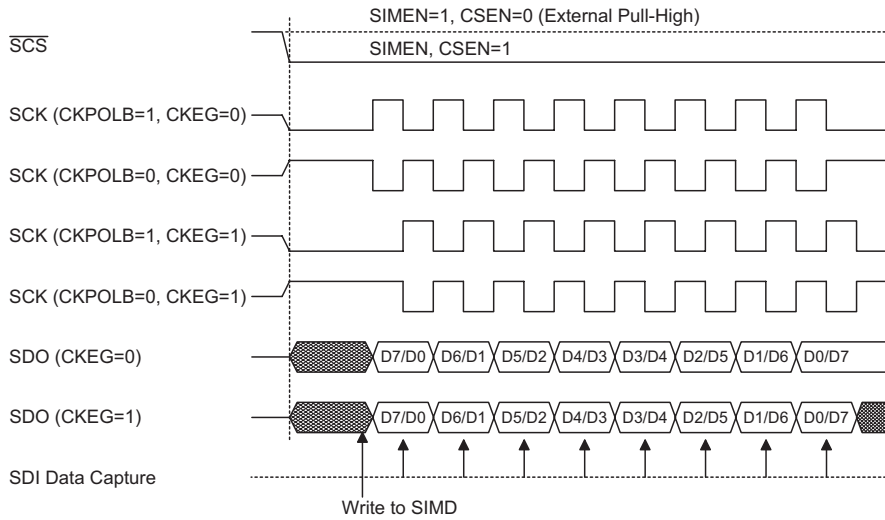 SIMEN=1, CSEN=0 (External Pull-High)
SCS
SIMEN, CSEN=1
SCK (CKPOLB=1, CKEG=0)
SCK (CKPOLB=0, CKEG=0)
SCK (CKPOLB=1, CKEG=1)
SCK (CKPOLB=0, CKEG=1)
SDO (CKEG=0) D7/D0 D6/D1 D5/D2 D4/D3 D3/D4 D2/D5 D1/D6 D0/D7
SDO (CKEG=1) D7/D0 D6/D1 D5/D2 D4/D3 D3/D4 D2/D5 D1/D6 D0/D7
SDI Data Capture
Write to SIMD